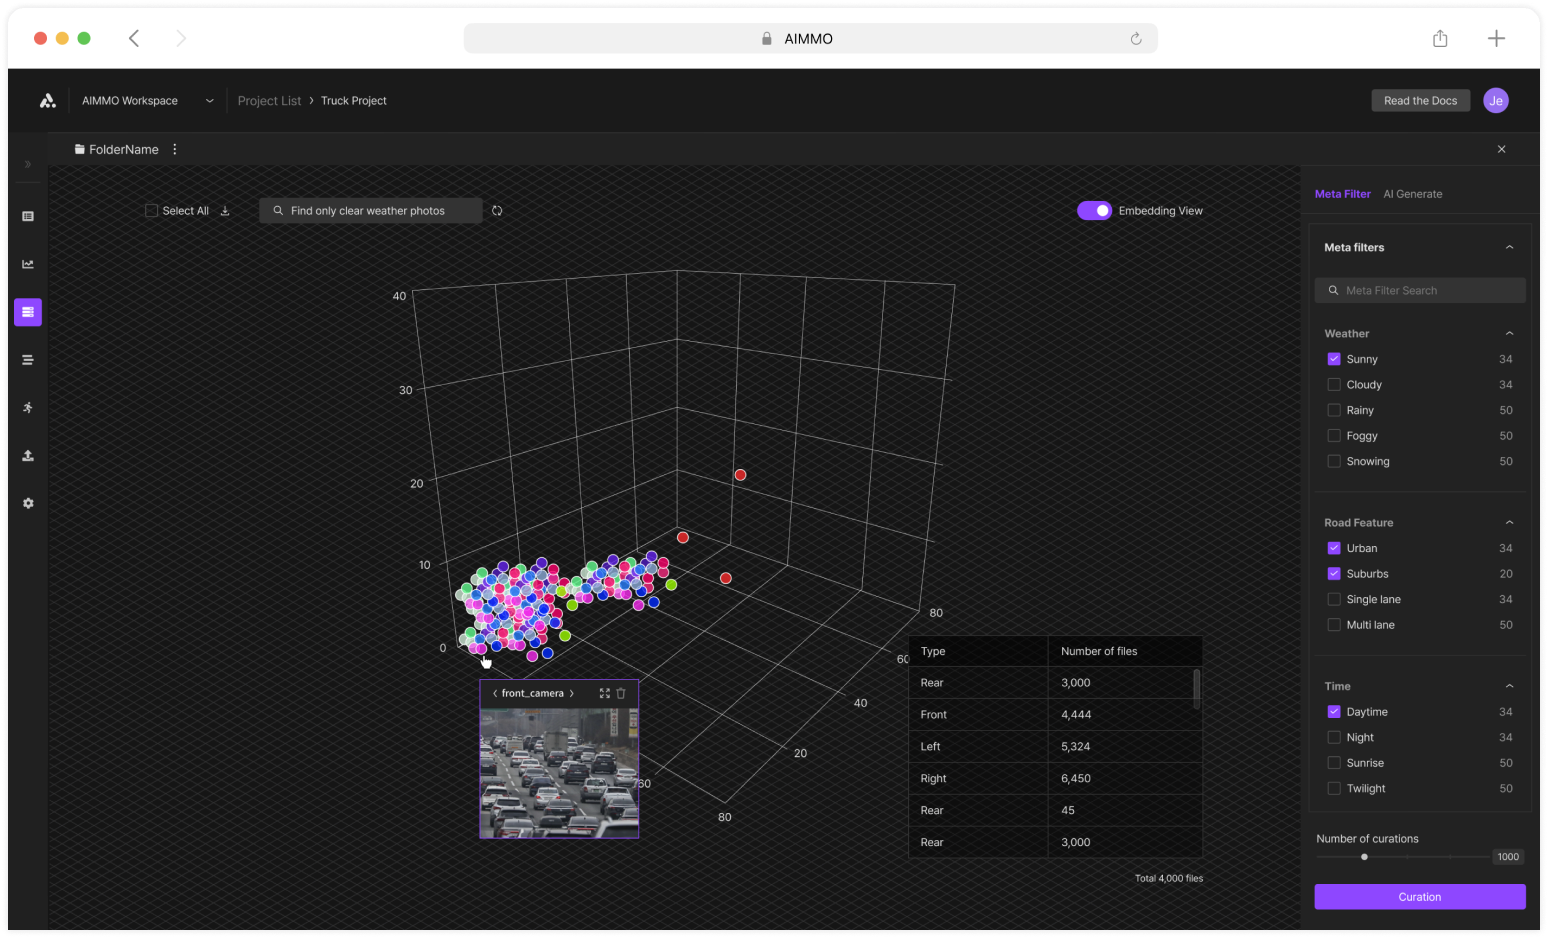 AIMMO
AIMMO Workspace
Project List › Truck Project
Read the Docs
Je
FolderName
Select All
Find only clear weather photos
Embedding View
Meta Filter
AI Generate
Meta filters
Meta Filter Search
Weather
Sunny 34
Cloudy 34
Rainy 50
Foggy 50
Snowing 50
Road Feature
Urban 34
Suburbs 20
Single lane 34
Multi lane 50
Time
Daytime 34
Night 34
Sunrise 50
Twilight 50
Number of curations
1000
Curation
40
30
20
10
0
80
60
40
20
80
60
front_camera
Type Number of files
Rear 3,000
Front 4,444
Left 5,324
Right 6,450
Rear 45
Rear 3,000
Total 4,000 files